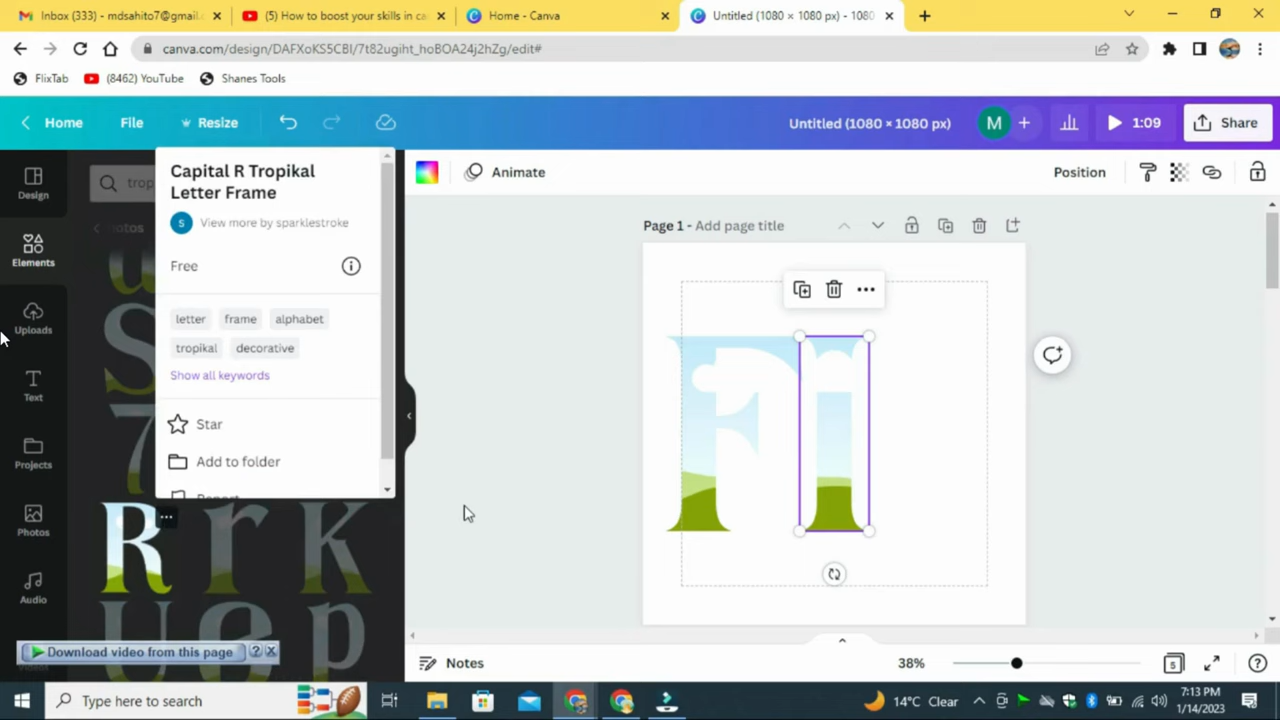 Inbox (333) - mdsahito7@gmail.c
(5) How to boost your skills in ca
Home - Canva
Untitled (1080 × 1080 px) - 1080
canva.com/design/DAFXoKS5CBI/7t82ugiht_hoBOA24j2hZg/edit#
FlixTab
(8462) YouTube
Shanes Tools
Home
File
Resize
Untitled (1080 × 1080 px)
M
1:09
Share
Design
trop
Capital R Tropikal
Letter Frame
S
View more by sparklestroke
Free
letter
frame
alphabet
tropikal
decorative
Show all keywords
Star
Add to folder
Report
Animate
Position
Page 1 - Add page title
Elements
Uploads
Text
Projects
Photos
Audio
S
7
R r K
U e p
F
Download video from this page
Notes
38%
5
Type here to search
14°C Clear
7:13 PM
1/14/2023